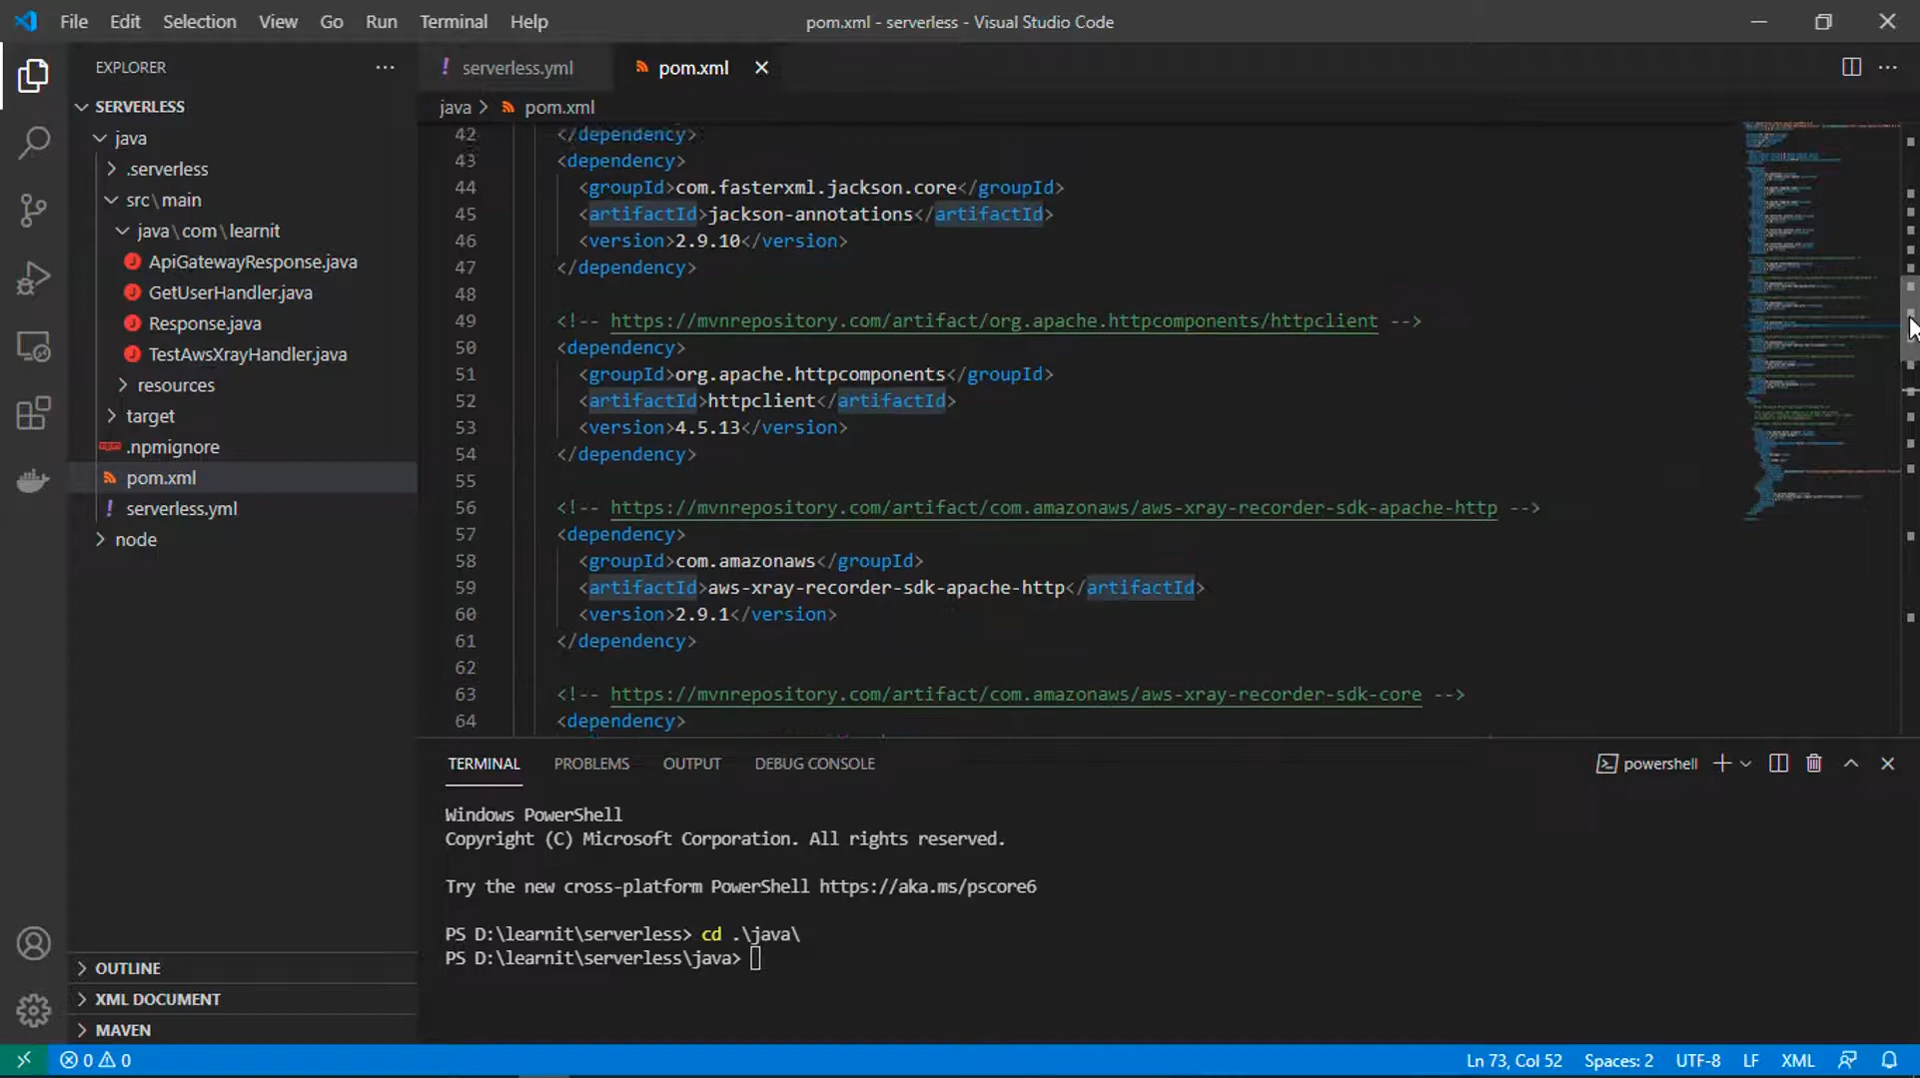 File Edit Selection View Go Run Terminal Help pom.xml - serverless - Visual Studio Code
EXPLORER
SERVERLESS
java
.serverless
src\main
java\com\learnit
ApiGatewayResponse.java
GetUserHandler.java
Response.java
TestAwsXrayHandler.java
resources
target
.npmignore
pom.xml
serverless.yml
node
OUTLINE
XML DOCUMENT
MAVEN
serverless.yml pom.xml
java > pom.xml
42 </dependency>
43 <dependency>
44 <groupId>com.fasterxml.jackson.core</groupId>
45 <artifactId>jackson-annotations</artifactId>
46 <version>2.9.10</version>
47 </dependency>
48
49 <!-- https://mvnrepository.com/artifact/org.apache.httpcomponents/httpclient -->
50 <dependency>
51 <groupId>org.apache.httpcomponents</groupId>
52 <artifactId>httpclient</artifactId>
53 <version>4.5.13</version>
54 </dependency>
55
56 <!-- https://mvnrepository.com/artifact/com.amazonaws/aws-xray-recorder-sdk-apache-http -->
57 <dependency>
58 <groupId>com.amazonaws</groupId>
59 <artifactId>aws-xray-recorder-sdk-apache-http</artifactId>
60 <version>2.9.1</version>
61 </dependency>
62
63 <!-- https://mvnrepository.com/artifact/com.amazonaws/aws-xray-recorder-sdk-core -->
64 <dependency>
TERMINAL PROBLEMS OUTPUT DEBUG CONSOLE powershell
Windows PowerShell
Copyright (C) Microsoft Corporation. All rights reserved.
Try the new cross-platform PowerShell https://aka.ms/pscore6
PS D:\learnit\serverless> cd .\java\
PS D:\learnit\serverless\java>
0 0 Ln 73, Col 52 Spaces: 2 UTF-8 LF XML